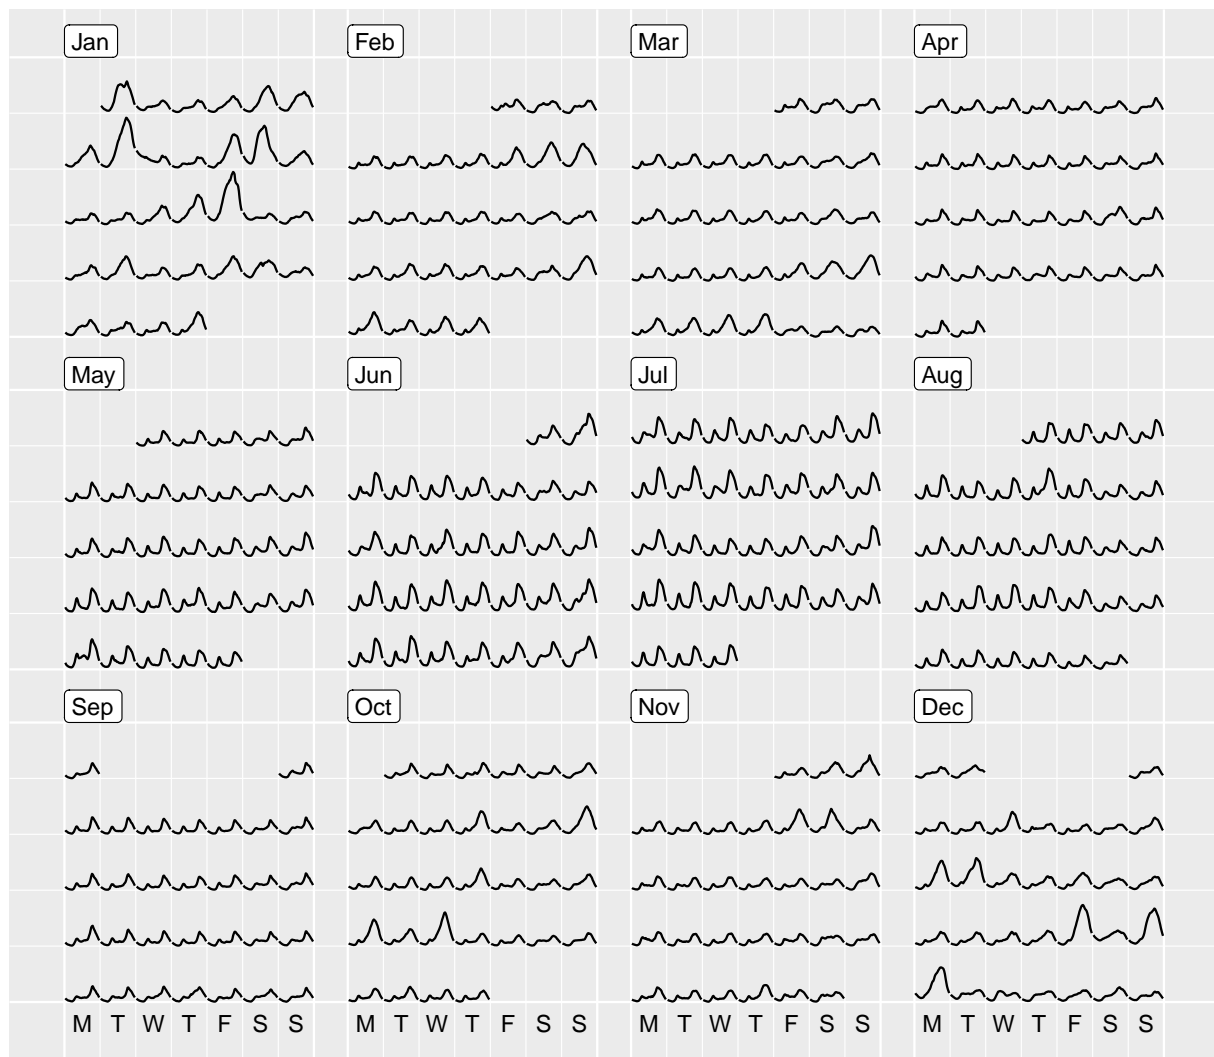 Jan Feb Mar Apr
May Jun Jul Aug
Sep Oct Nov Dec
M T W T F S S M T W T F S S M T W T F S S M T W T F S S